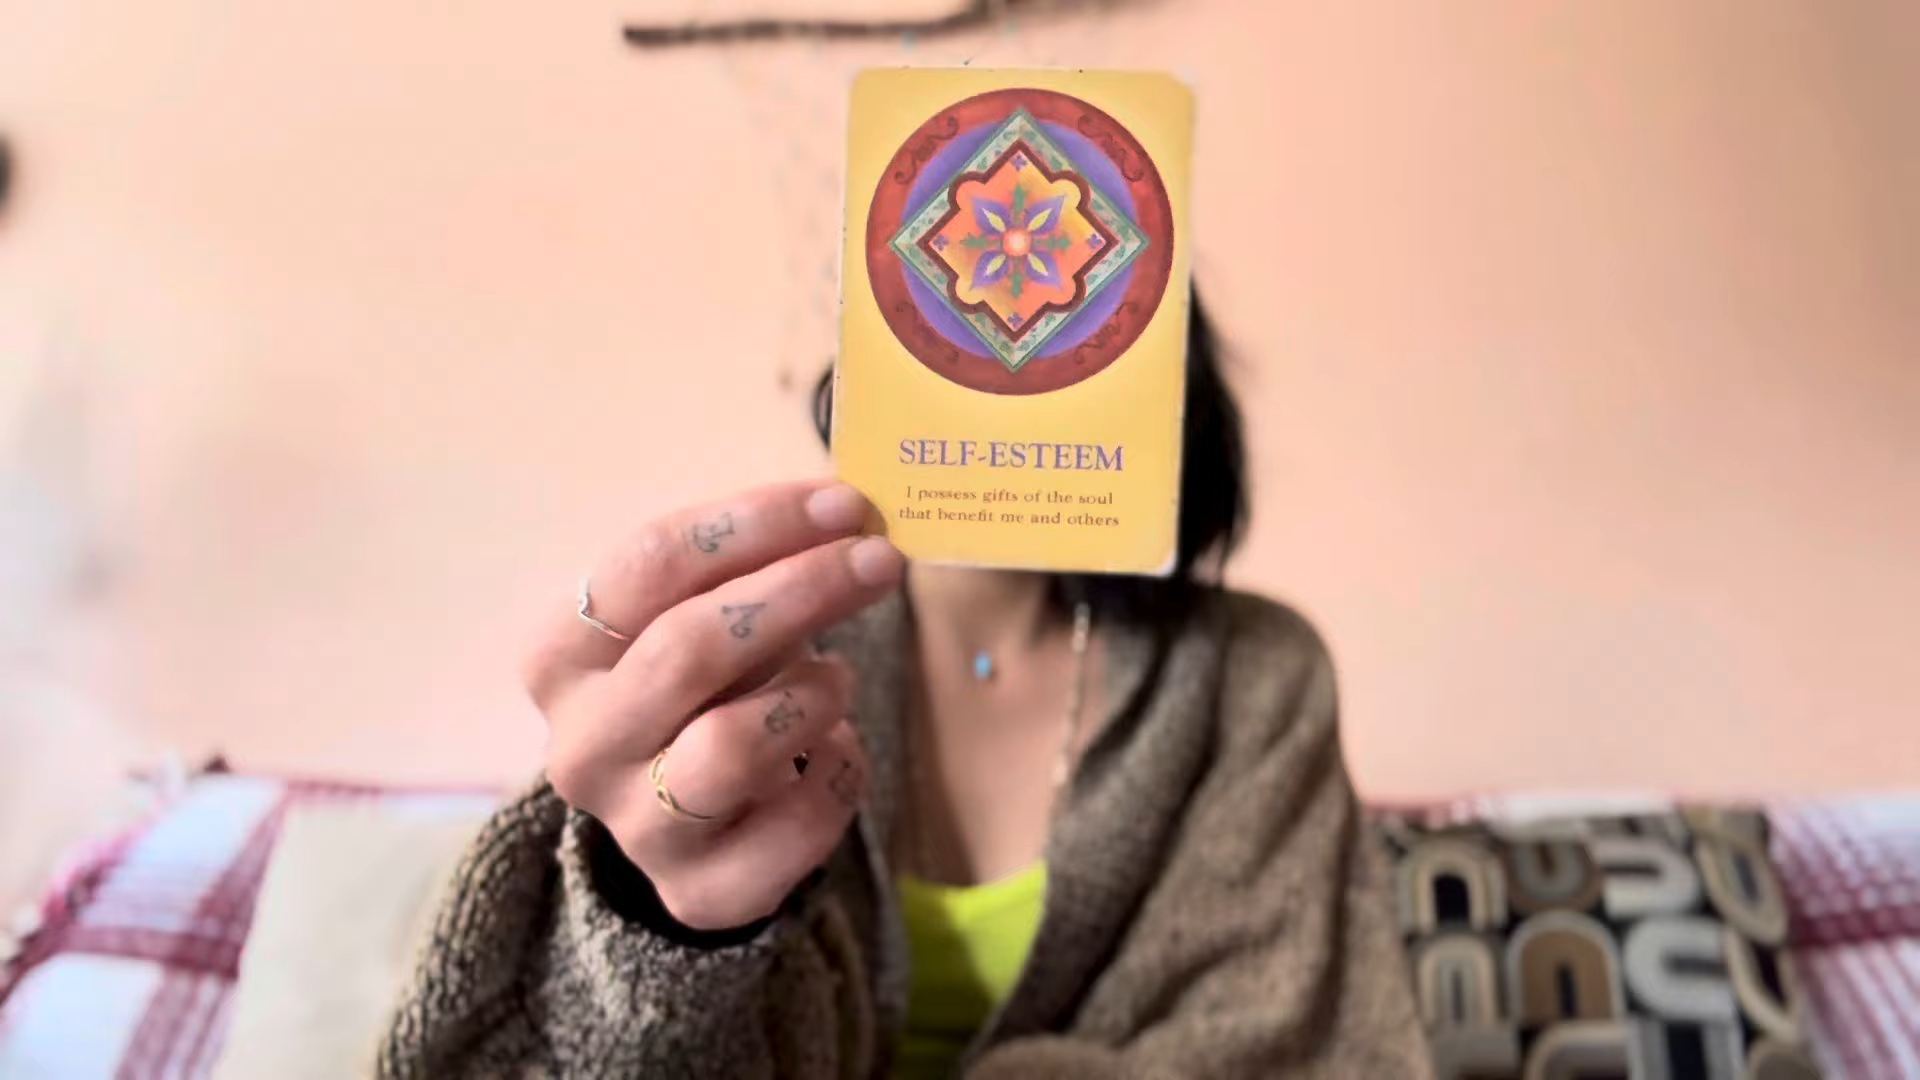 SELF-ESTEEM
I possess gifts of the soul
that benefit me and others